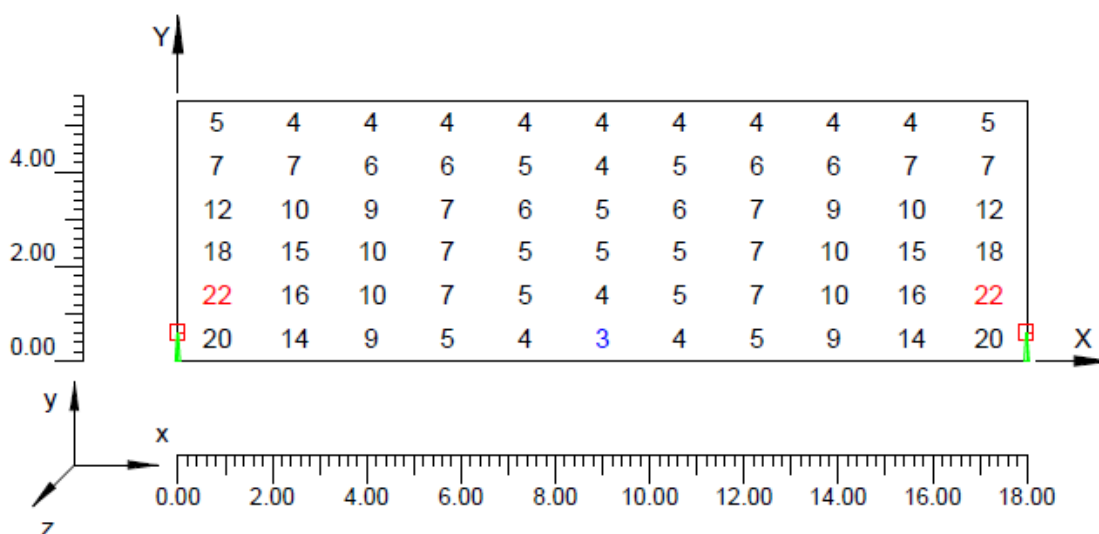 Y
5 4 4 4 4 4 4 4 4 4 5
4.00 7 7 6 6 5 4 5 6 6 7 7
12 10 9 7 6 5 6 7 9 10 12
2.00 18 15 10 7 5 5 5 7 10 15 18
22 16 10 7 5 4 5 7 10 16 22
0.00 20 14 9 5 4 3 4 5 9 14 20 X
y
x
z
0.00 2.00 4.00 6.00 8.00 10.00 12.00 14.00 16.00 18.00